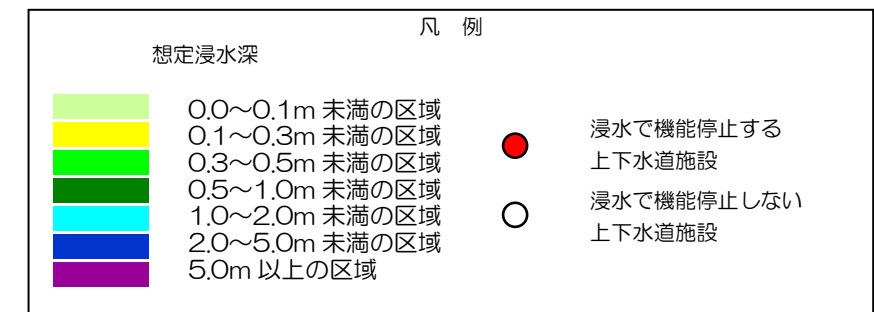 凡　例
想定浸水深
0.0～0.1m 未満の区域
0.1～0.3m 未満の区域
0.3～0.5m 未満の区域
0.5～1.0m 未満の区域
1.0～2.0m 未満の区域
2.0～5.0m 未満の区域
5.0m 以上の区域
浸水で機能停止する
上下水道施設
浸水で機能停止しない
上下水道施設